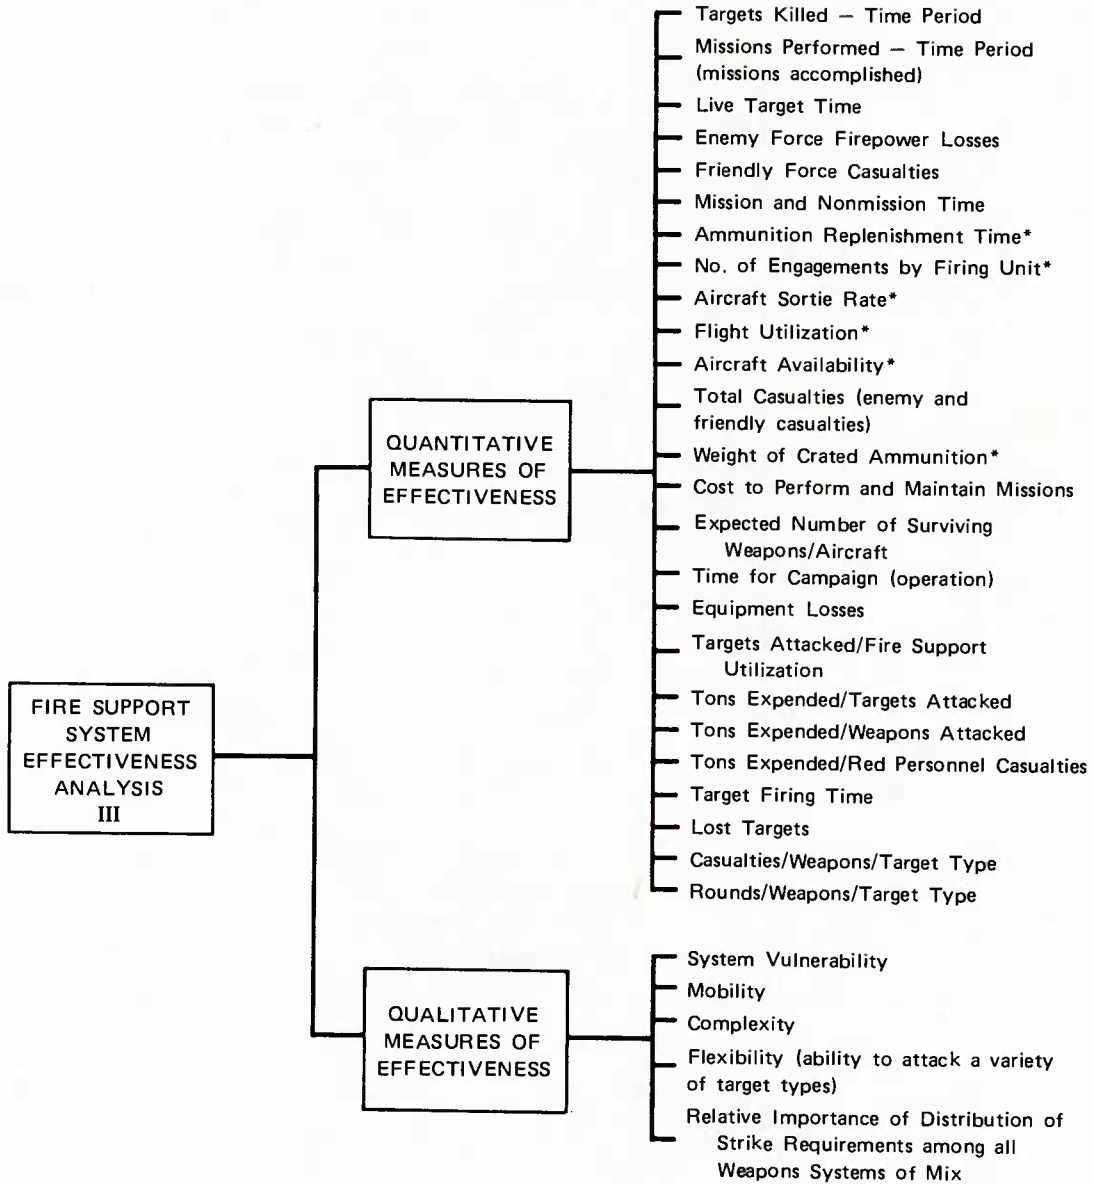 Targets Killed — Time Period
Missions Performed — Time Period
(missions accomplished)
Live Target Time
Enemy Force Firepower Losses
Friendly Force Casualties
Mission and Nonmission Time
Ammunition Replenishment Time*
No. of Engagements by Firing Unit*
Aircraft Sortie Rate*
Flight Utilization*
Aircraft Availability*
Total Casualties (enemy and
friendly casualties)
Weight of Crated Ammunition*
Cost to Perform and Maintain Missions
Expected Number of Surviving
Weapons/Aircraft
Time for Campaign (operation)
Equipment Losses
Targets Attacked/Fire Support
Utilization
Tons Expended/Targets Attacked
Tons Expended/Weapons Attacked
Tons Expended/Red Personnel Casualties
Target Firing Time
Lost Targets
Casualties/Weapons/Target Type
Rounds/Weapons/Target Type
QUANTITATIVE
MEASURES OF
EFFECTIVENESS
FIRE SUPPORT
SYSTEM
EFFECTIVENESS
ANALYSIS
III
QUALITATIVE
MEASURES OF
EFFECTIVENESS
System Vulnerability
Mobility
Complexity
Flexibility (ability to attack a variety
of target types)
Relative Importance of Distribution of
Strike Requirements among all
Weapons Systems of Mix